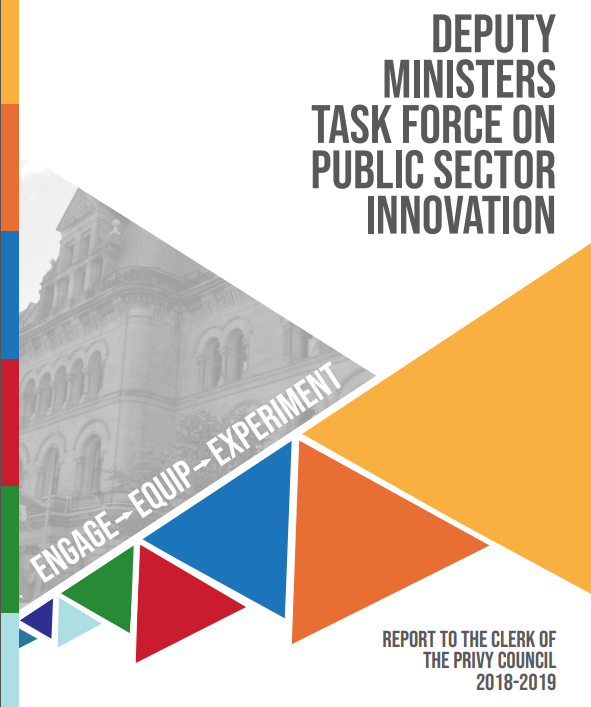 DEPUTY
MINISTERS
TASK FORCE ON
PUBLIC SECTOR
INNOVATION
ENGAGE→EQUIP→EXPERIMENT
REPORT TO THE CLERK OF
THE PRIVY COUNCIL
2018-2019